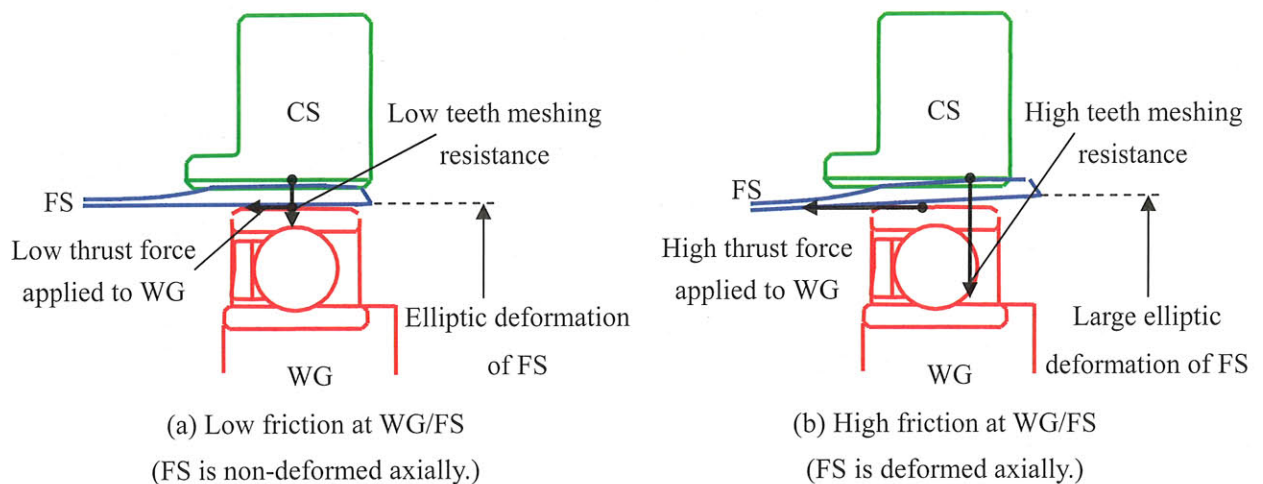 CS
Low teeth meshing
resistance
FS
Low thrust force
applied to WG
Elliptic deformation
of FS
WG
(a) Low friction at WG/FS
(FS is non-deformed axially.)
CS
High teeth meshing
resistance
FS
High thrust force
applied to WG
Large elliptic
deformation of FS
WG
(b) High friction at WG/FS
(FS is deformed axially.)